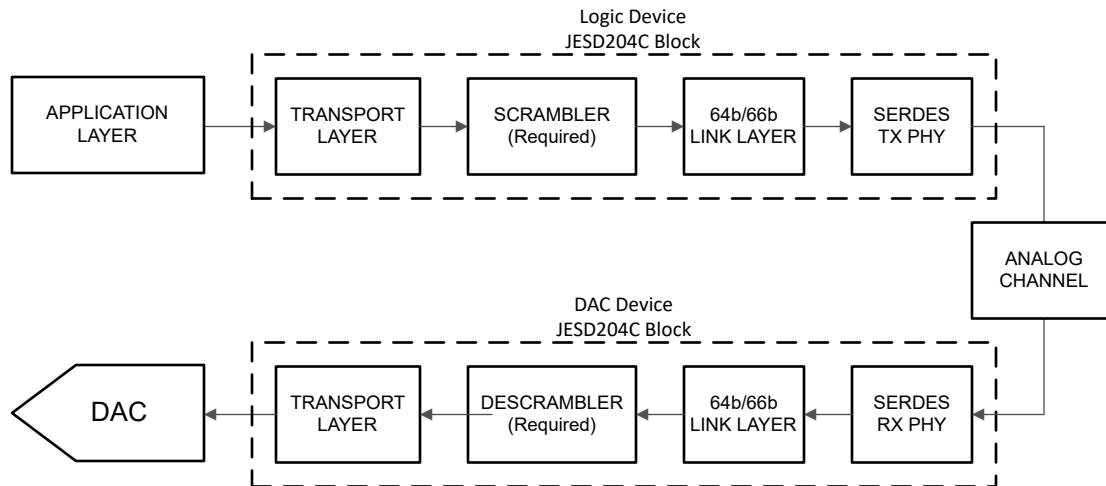 Logic Device
JESD204C Block
APPLICATION
LAYER
TRANSPORT
LAYER
SCRAMBLER
(Required)
64b/66b
LINK LAYER
SERDES
TX PHY
ANALOG
CHANNEL
DAC Device
JESD204C Block
DAC
TRANSPORT
LAYER
DESCRAMBLER
(Required)
64b/66b
LINK LAYER
SERDES
RX PHY